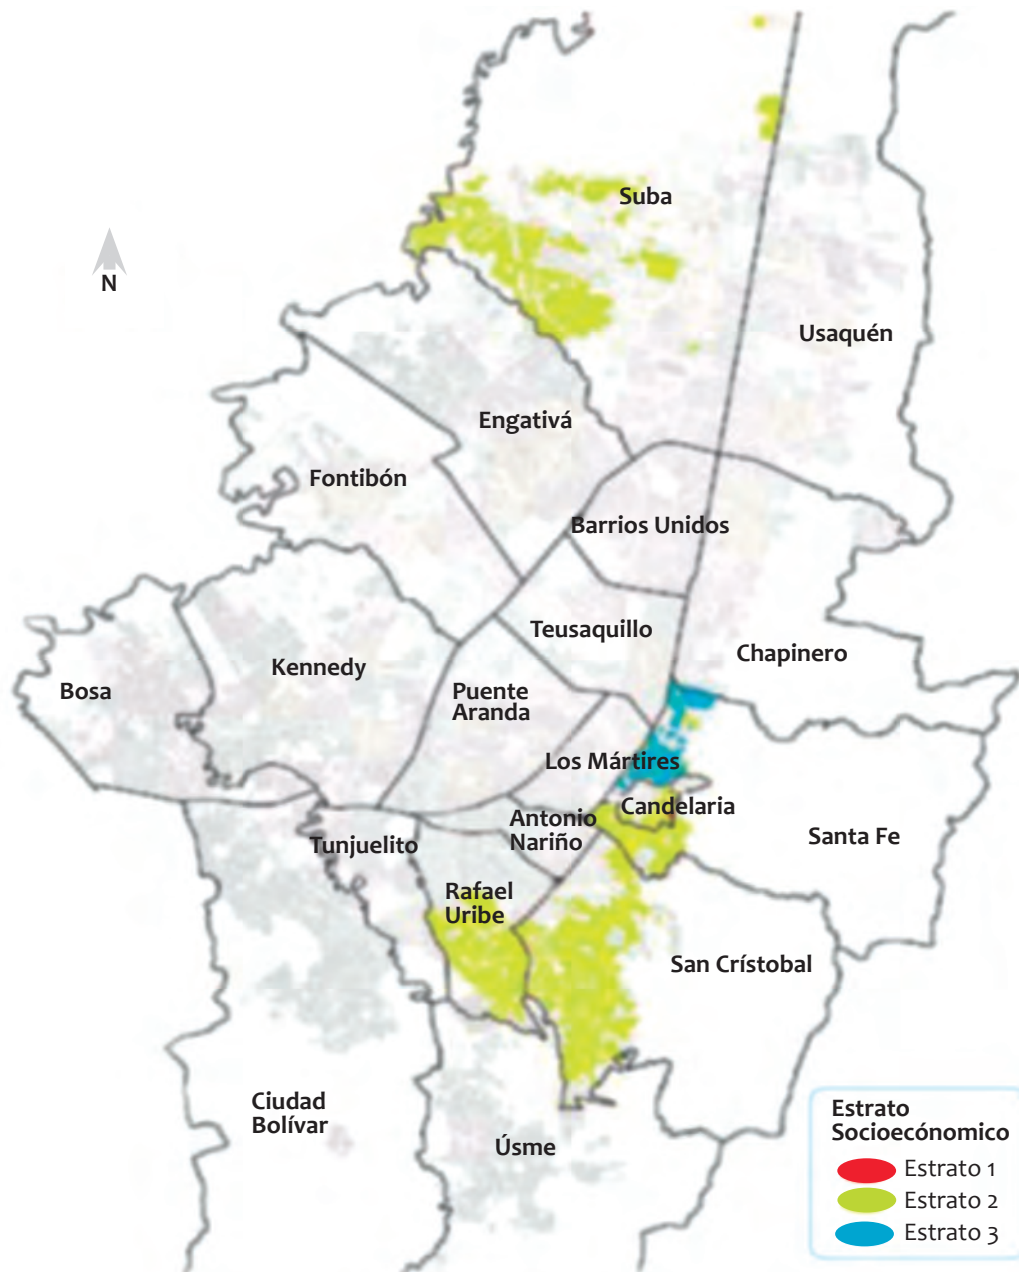 Suba
N
Usaquén
Engativá
Fontibón
Barrios Unidos
Teusaquillo
Chapinero
Kennedy
Bosa
Puente
Aranda
Los Mártires
Candelaria
Antonio
Nariño
Santa Fe
Tunjuelito
Rafael
Uribe
San Crístobal
Ciudad
Bolívar
Úsme
Estrato
Socioecónomico
Estrato 1
Estrato 2
Estrato 3